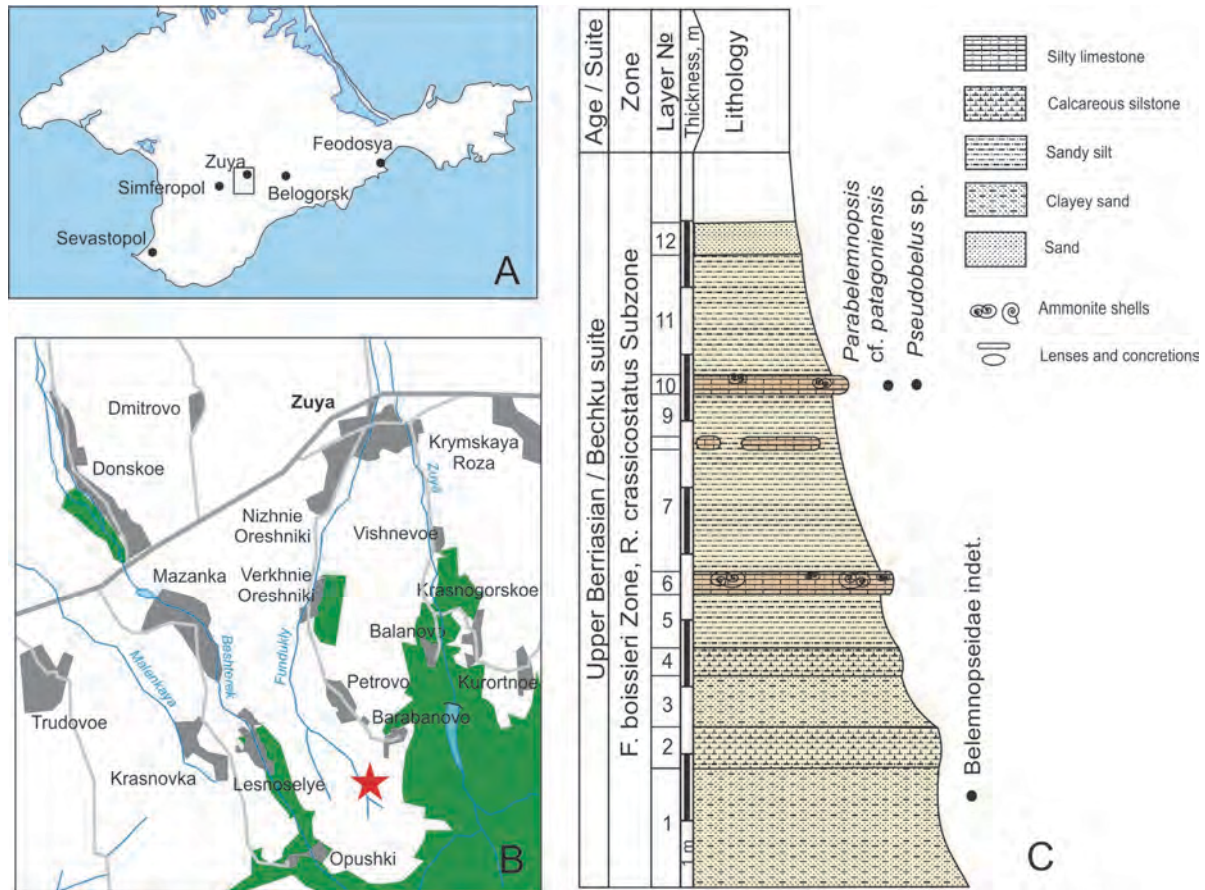 Zuya
Feodosya
Simferopol
Belogorsk
Sevastopol
A
Dmitrovo
Zuya
Krymskaya
Roza
Donskoe
Zuya
Nizhnie
Oreshniki
Vishnevoe
Mazanka
Verkhnie
Oreshniki
Krasnogorskoe
Balanovo
Beshterek
Fundukly
Malenkaya
Petrovo
Kurortnoe
Trudovoe
Barabanovo
Krasnovka
Lesnoselye
Opushki
B
Age / Suite
Zone
Layer №
Thickness, m
Lithology
Upper Berriasian / Bechku suite
F. boissieri Zone, R. crassicostatus Subzone
12
11
10
9
7
6
5
4
3
2
1
1 m
Parabelemnopsis
cf. patagoniensis
Pseudobelus sp.
Belemnopseidae indet.
Silty limestone
Calcareous silstone
Sandy silt
Clayey sand
Sand
Ammonite shells
Lenses and concretions
C